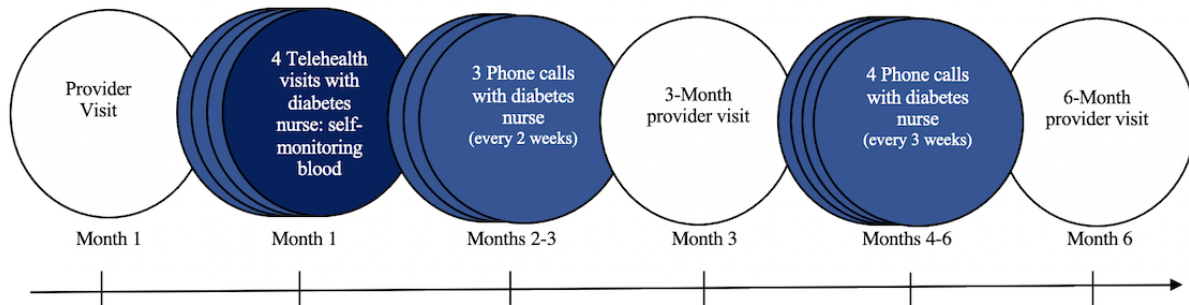 Provider
Visit
4 Telehealth
visits with
diabetes
nurse: self-
monitoring
blood
3 Phone calls
with diabetes
nurse
(every 2 weeks)
3-Month
provider visit
4 Phone calls
with diabetes
nurse
(every 3 weeks)
6-Month
provider visit
Month 1
Month 1
Months 2-3
Month 3
Months 4-6
Month 6